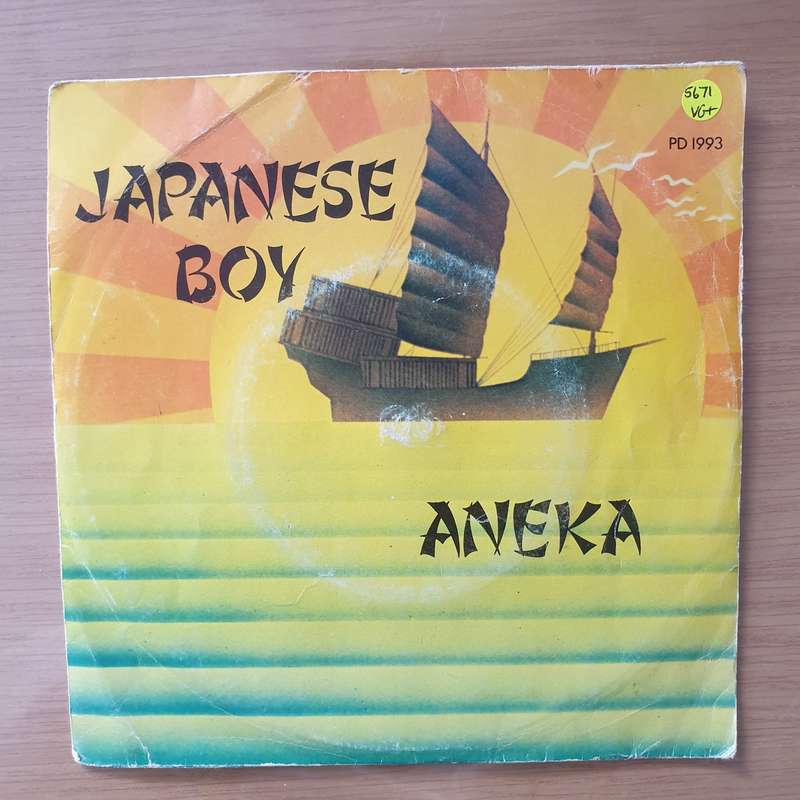 5671
VG+
PD 1993
JAPANESE
BOY
ANEKA